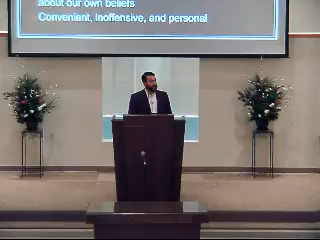 about our own beliefs
Convenient, inoffensive, and personal